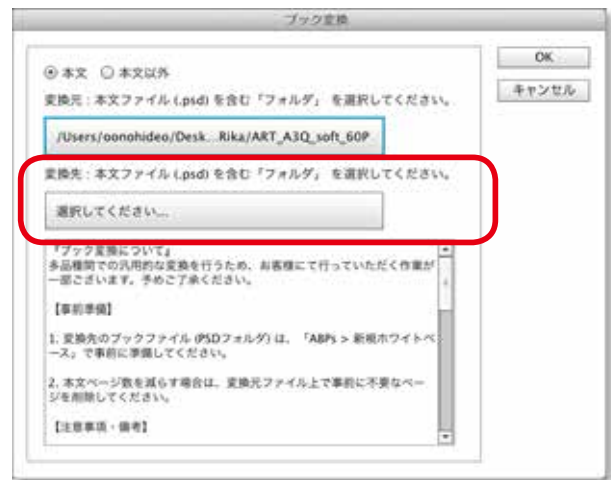 ブック変換
本文 本文以外
OK
キャンセル
変換元：本文ファイル (.psd) を含む「フォルダ」 を選択してください。
/Users/oonohideo/Desk...Rika/ART_A3Q_soft_60P
変換先：本文ファイル (.psd) を含む「フォルダ」 を選択してください。
選択してください...
『ブック変換について』
多品種間での汎用的な変換を行うため、お客様にて行っていただく作業が
一部ございます。予めご了承ください。
【事前準備】
1. 変換先のブックファイル (PSDフォルダ) は、「ABPs > 新規ホワイトベ
ース」で事前に準備してください。
2. 本文ページ数を減らす場合は、変換元ファイル上で事前に不要なペー
ジを削除してください。
【注意事項・備考】